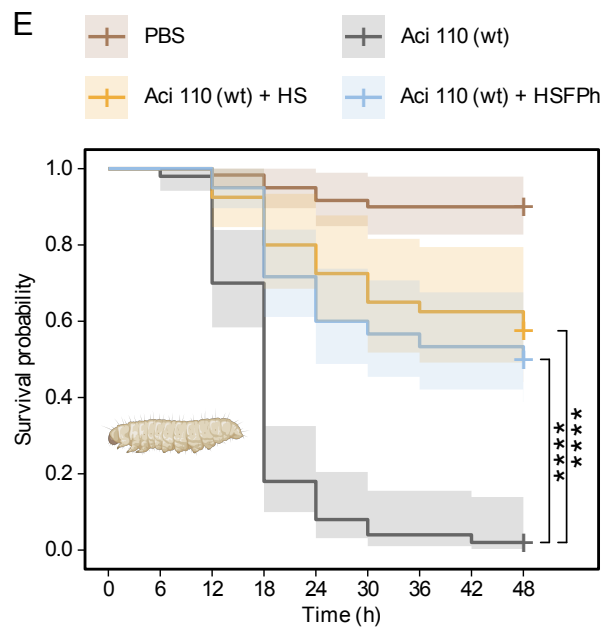 E
PBS
Aci 110 (wt)
Aci 110 (wt) + HS
Aci 110 (wt) + HSFPh
Survival probability
1.0
0.8
0.6
0.4
0.2
0.0
****
****
0 6 12 18 24 30 36 42 48
Time (h)